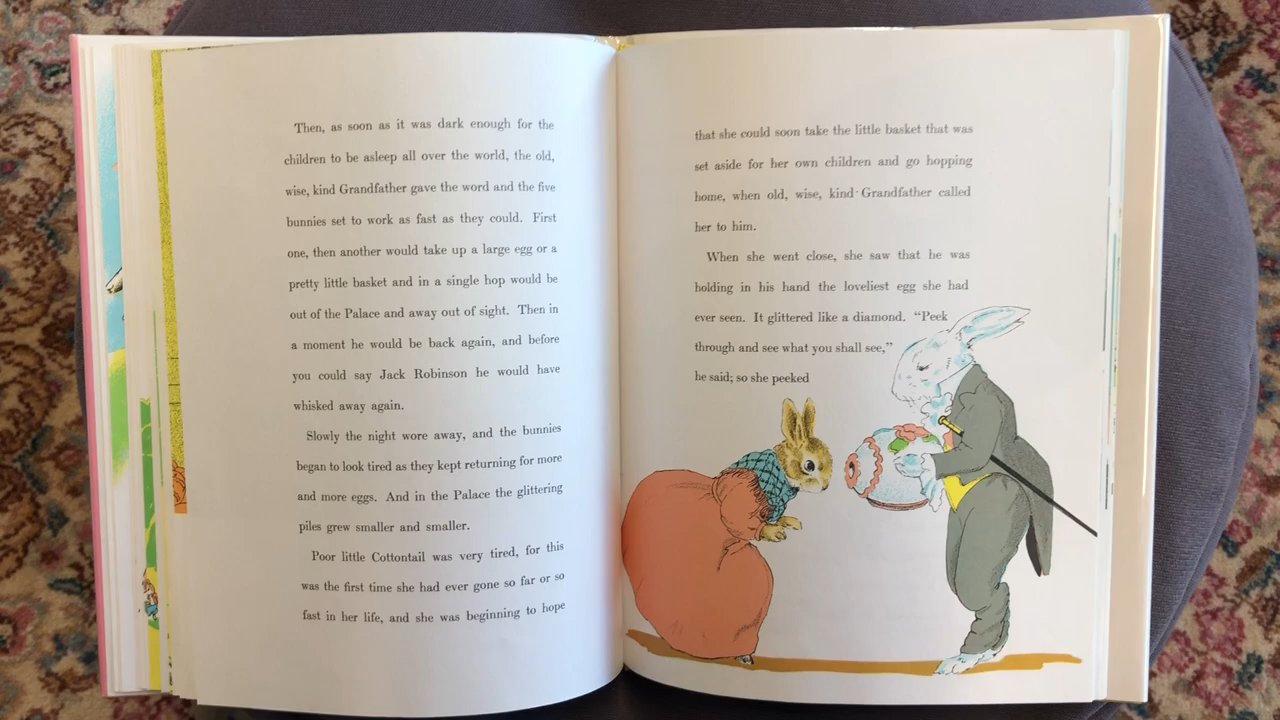 Then, as soon as it was dark enough for the
children to be asleep all over the world, the old,
wise, kind Grandfather gave the word and the five
bunnies set to work as fast as they could. First
one, then another would take up a large egg or a
pretty little basket and in a single hop would be
out of the Palace and away out of sight. Then in
a moment he would be back again, and before
you could say Jack Robinson he would have
whisked away again.
Slowly the night wore away, and the bunnies
began to look tired as they kept returning for more
and more eggs. And in the Palace the glittering
piles grew smaller and smaller.
Poor little Cottontail was very tired, for this
was the first time she had ever gone so far or so
fast in her life, and she was beginning to hope
that she could soon take the little basket that was
set aside for her own children and go hopping
home, when old, wise, kind Grandfather called
her to him.
When she went close, she saw that he was
holding in his hand the loveliest egg she had
ever seen. It glittered like a diamond. “Peek
through and see what you shall see,”
he said; so she peeked